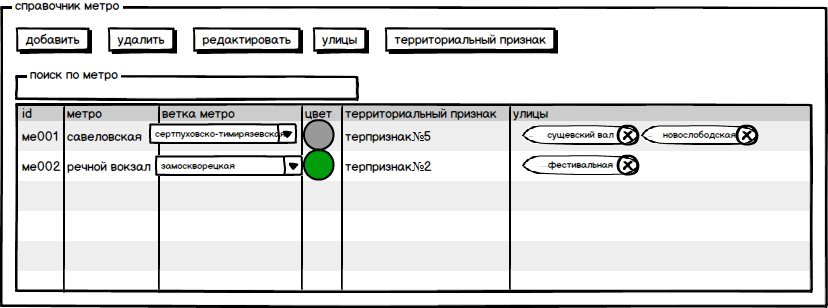 справочник метро
добавить удалить редактировать улицы территориальный признак
поиск по метро
id метро ветка метро цвет территориальный признак улицы
ме001 савеловская сертпуховско-тимирязевская терпризнак№5 сущевский вал новослободская
ме002 речной вокзал замоскворецкая терпризнак№2 фестивальная